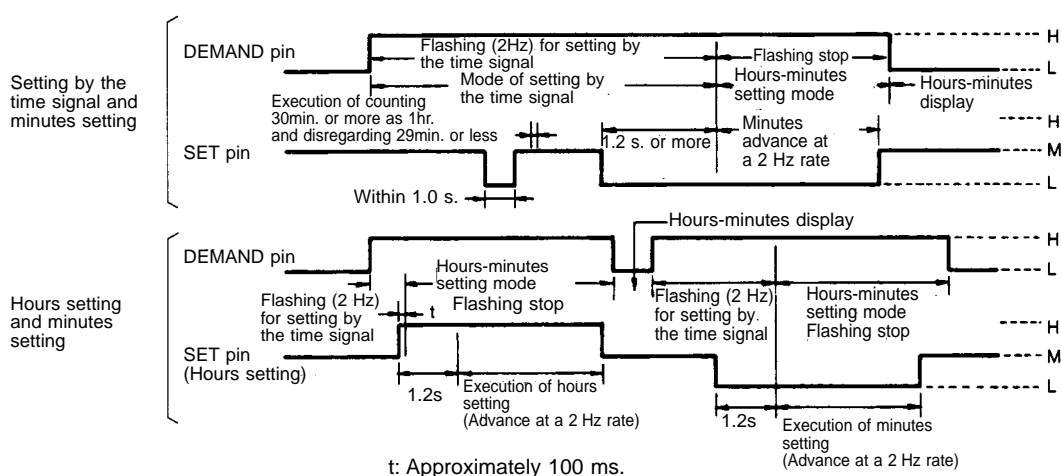 Setting by the
time signal and
minutes setting
DEMAND pin
Flashing (2Hz) for setting by
the time signal
Flashing stop
H
L
Mode of setting by
the time signal
Hours-minutes
setting mode
Hours-minutes
display
Execution of counting
30min. or more as 1hr.
and disregarding 29min. or less
1.2 s. or more
Minutes
advance at
a 2 Hz rate
H
SET pin
M
L
Within 1.0 s.
Hours setting
and minutes
setting
Hours-minutes display
DEMAND pin
H
L
Hours-minutes
setting mode
Flashing stop
Flashing (2 Hz)
for setting by
the time signal
t
Flashing (2 Hz)
for setting by
the time signal
Hours-minutes
setting mode
Flashing stop
H
SET pin
(Hours setting)
M
L
1.2s
Execution of hours
setting
(Advance at a 2 Hz rate)
1.2s
Execution of minutes
setting
(Advance at a 2 Hz rate)
t: Approximately 100 ms.